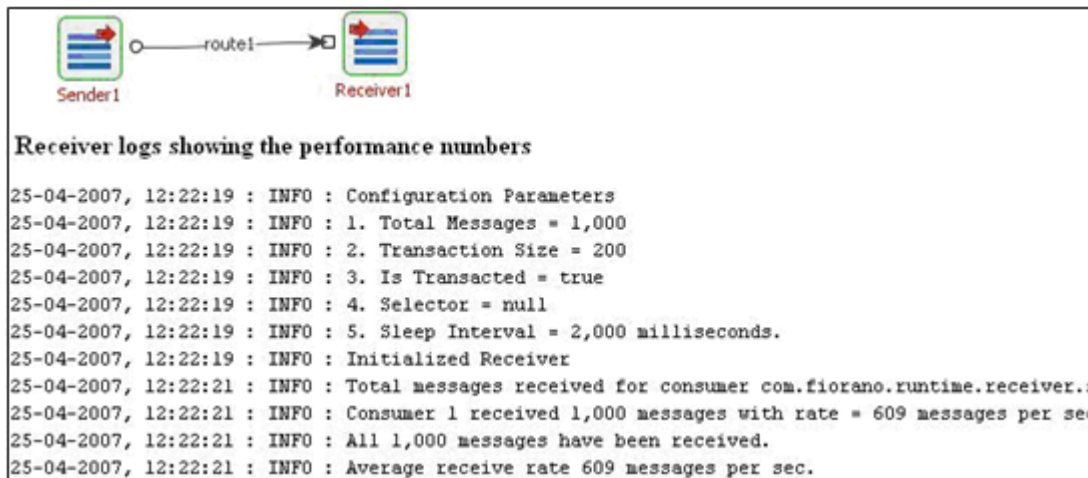 route1
Sender1
Receiver1
Receiver logs showing the performance numbers
25-04-2007, 12:22:19 : INFO : Configuration Parameters
25-04-2007, 12:22:19 : INFO : 1. Total Messages = 1,000
25-04-2007, 12:22:19 : INFO : 2. Transaction Size = 200
25-04-2007, 12:22:19 : INFO : 3. Is Transacted = true
25-04-2007, 12:22:19 : INFO : 4. Selector = null
25-04-2007, 12:22:19 : INFO : 5. Sleep Interval = 2,000 milliseconds.
25-04-2007, 12:22:19 : INFO : Initialized Receiver
25-04-2007, 12:22:21 : INFO : Total messages received for consumer com.fiorano.runtime.receiver.
25-04-2007, 12:22:21 : INFO : Consumer 1 received 1,000 messages with rate = 609 messages per
25-04-2007, 12:22:21 : INFO : All 1,000 messages have been received.
25-04-2007, 12:22:21 : INFO : Average receive rate 609 messages per sec.